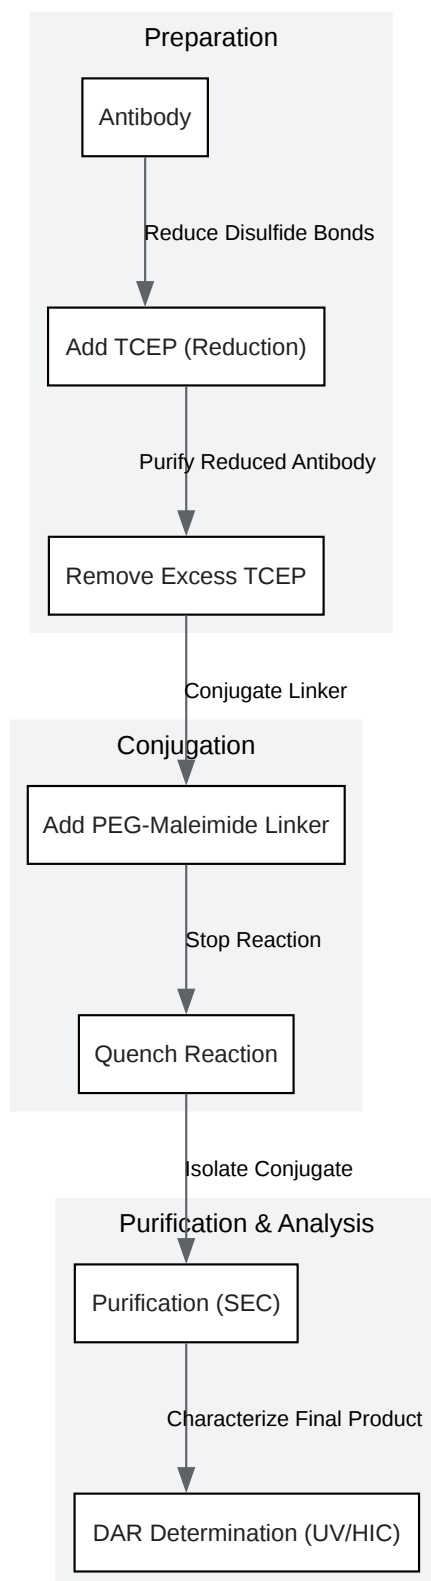 Preparation
Antibody
Reduce Disulfide Bonds
Add TCEP (Reduction)
Purify Reduced Antibody
Remove Excess TCEP
Conjugate Linker
Conjugation
Add PEG-Maleimide Linker
Stop Reaction
Quench Reaction
Isolate Conjugate
Purification & Analysis
Purification (SEC)
Characterize Final Product
DAR Determination (UV/HIC)